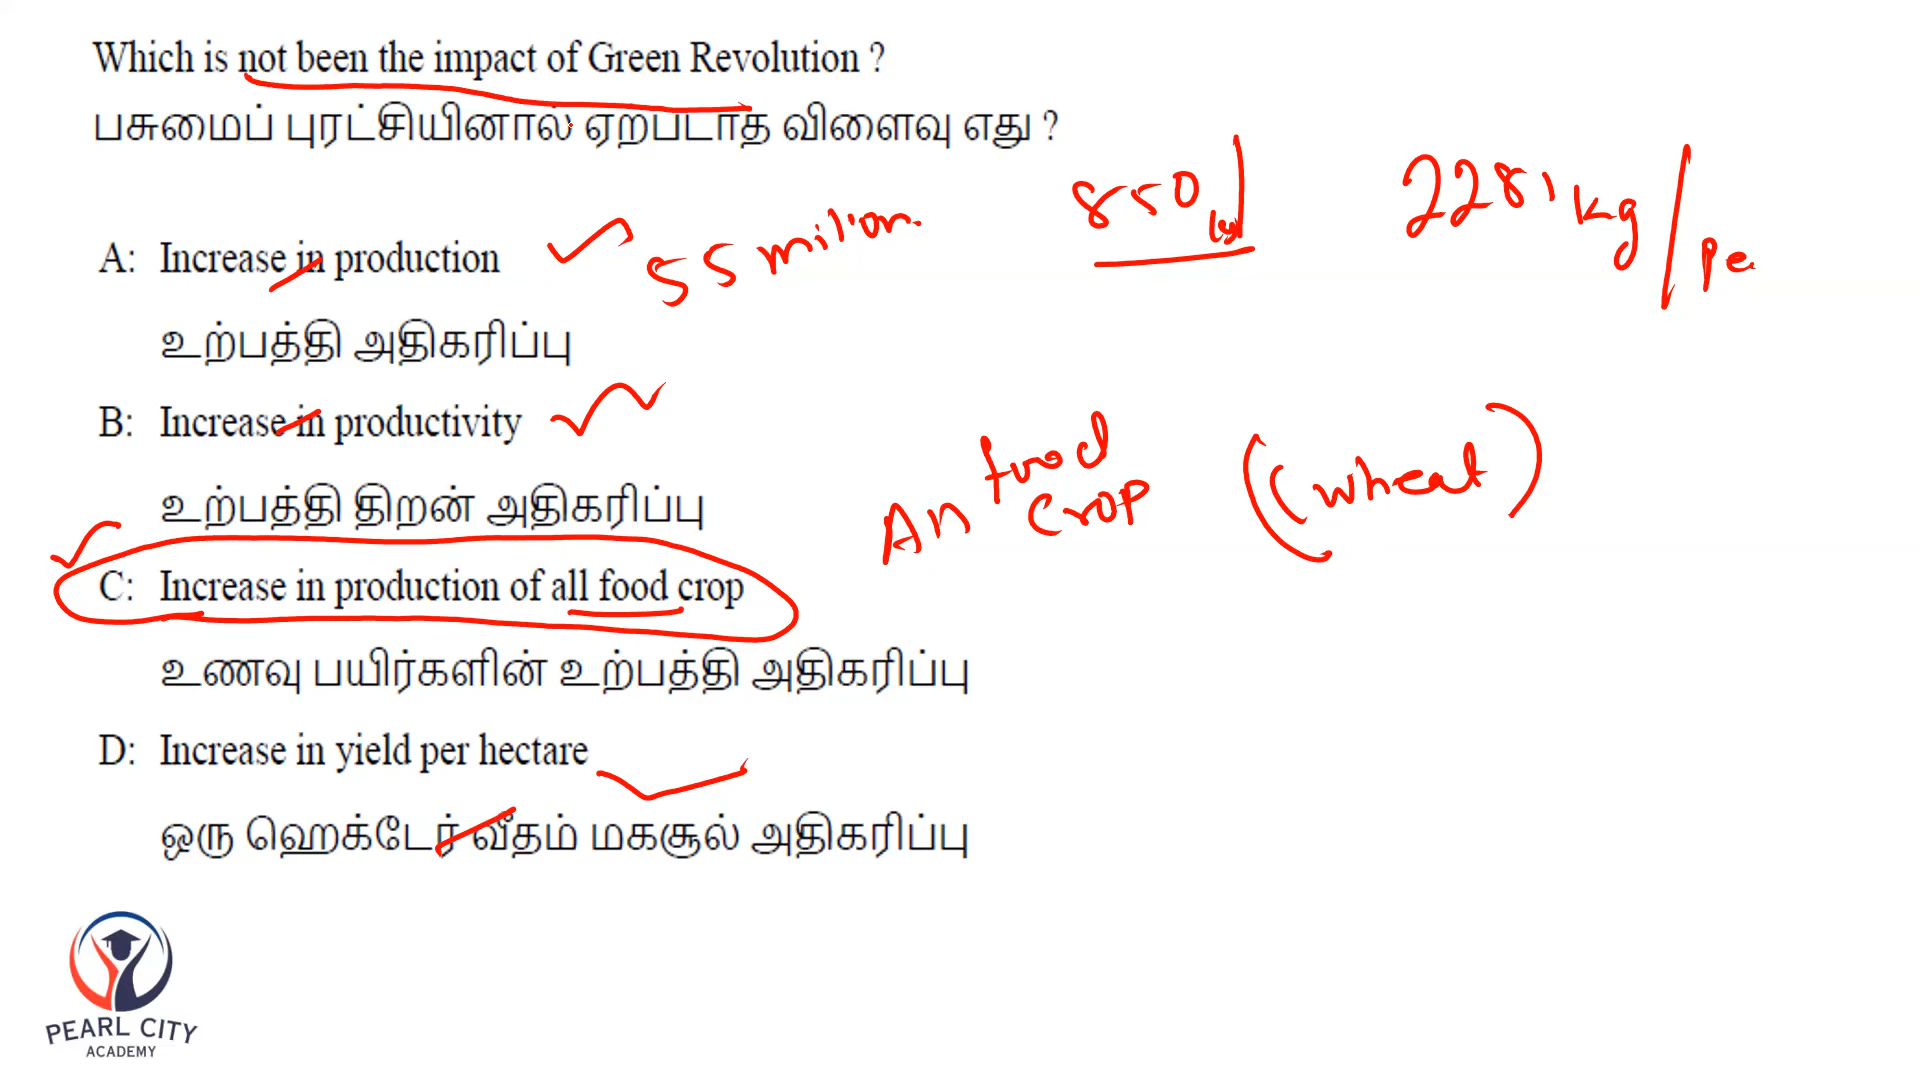 Which is not been the impact of Green Revolution ?
பசுமைப் புரட்சியினால் ஏற்படாத விளைவு எது ?
A: Increase in production
55 million
850 kg
2281 kg / pe
உற்பத்தி அதிகரிப்பு
B: Increase in productivity
உற்பத்தி திறன் அதிகரிப்பு
An food crop (wheat)
C: Increase in production of all food crop
உணவு பயிர்களின் உற்பத்தி அதிகரிப்பு
D: Increase in yield per hectare
ஒரு ஹெக்டேர் வீதம் மகசூல் அதிகரிப்பு
PEARL CITY
ACADEMY